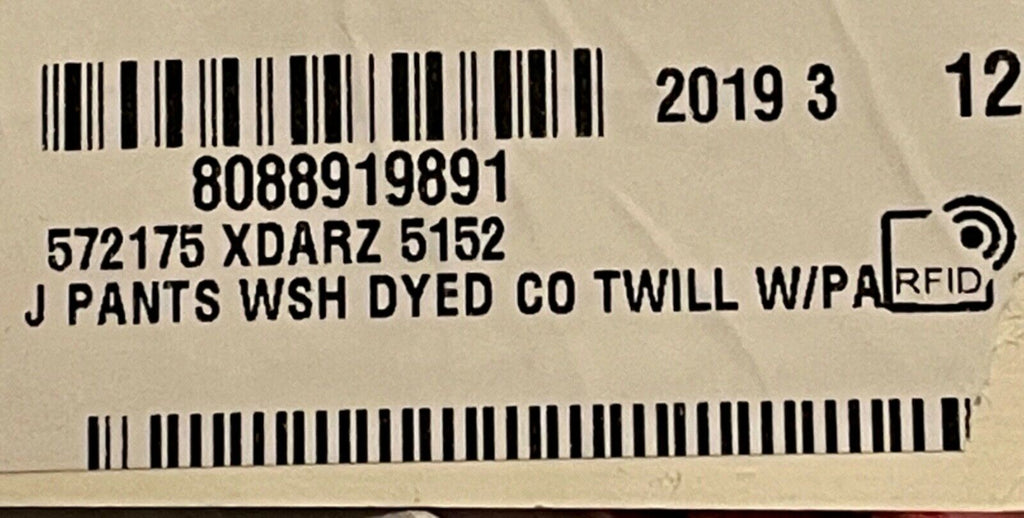 2019 3 12
8088919891
572175 XDARZ 5152
J PANTS WSH DYED CO TWILL W/PA
RFID